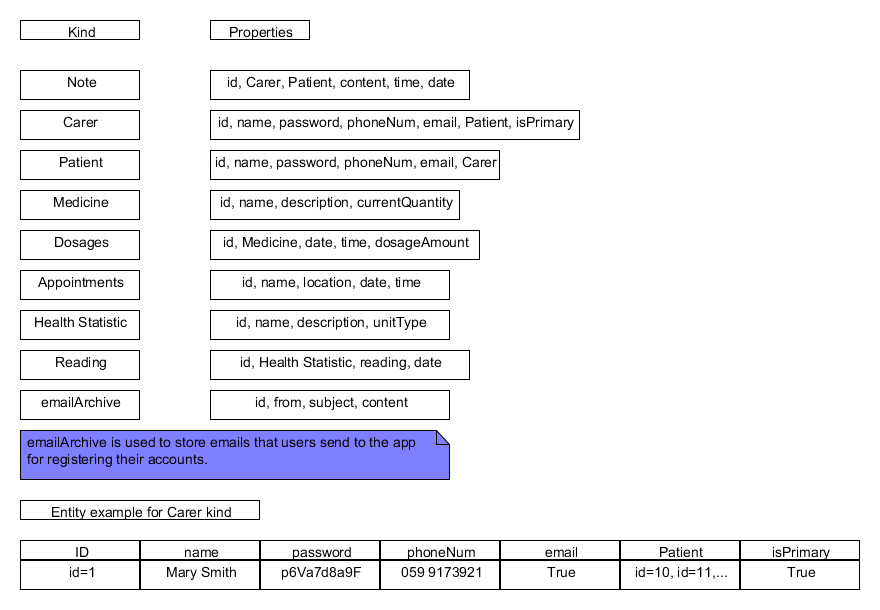 Kind Properties
Note id, Carer, Patient, content, time, date
Carer id, name, password, phoneNum, email, Patient, isPrimary
Patient id, name, password, phoneNum, email, Carer
Medicine id, name, description, currentQuantity
Dosages id, Medicine, date, time, dosageAmount
Appointments id, name, location, date, time
Health Statistic id, name, description, unitType
Reading id, Health Statistic, reading, date
emailArchive id, from, subject, content
emailArchive is used to store emails that users send to the app
for registering their accounts.
Entity example for Carer kind
ID name password phoneNum email Patient isPrimary
id=1 Mary Smith p6Va7d8a9F 059 9173921 True id=10, id=11,... True